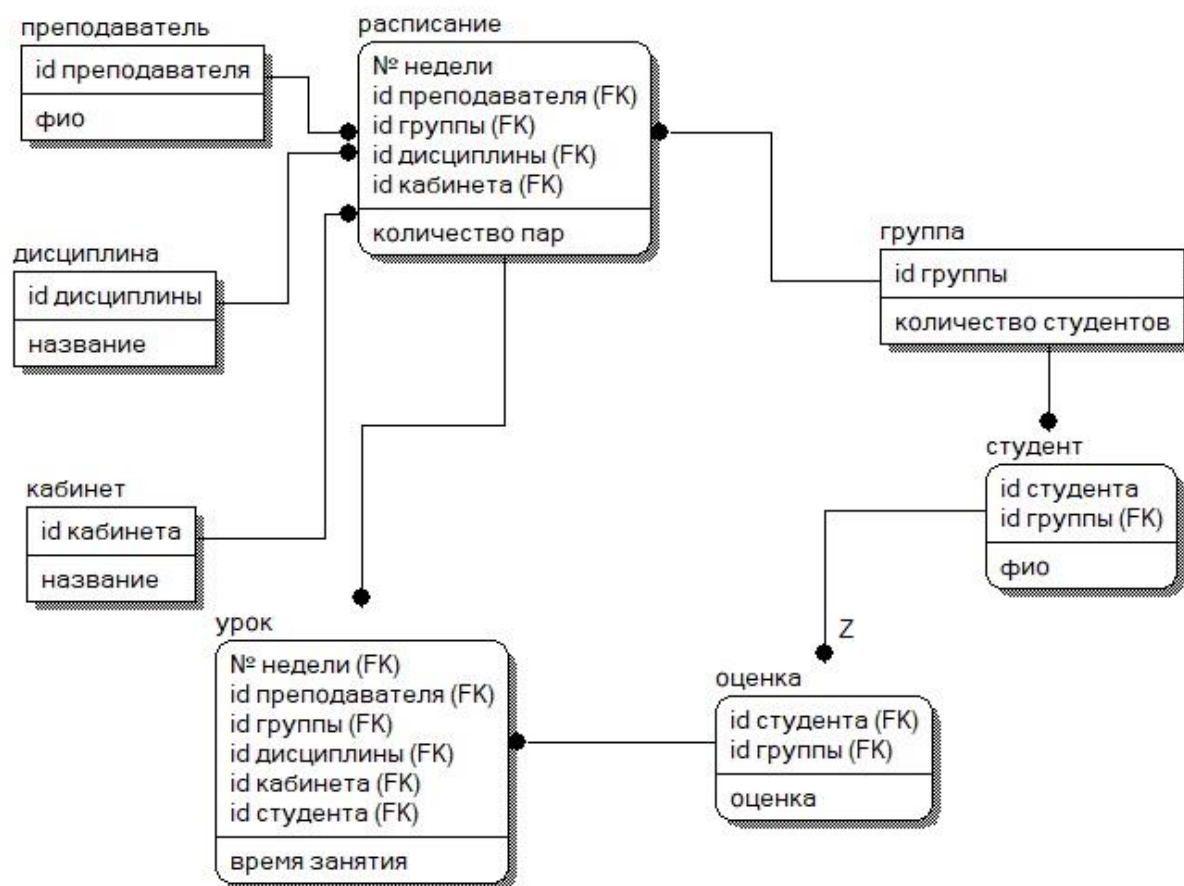 преподаватель
id преподавателя
фио
расписание
№ недели
id преподавателя (FK)
id группы (FK)
id дисциплины (FK)
id кабинета (FK)
количество пар
дисциплина
id дисциплины
название
группа
id группы
количество студентов
кабинет
id кабинета
название
студент
id студента
id группы (FK)
фио
Z
урок
№ недели (FK)
id преподавателя (FK)
id группы (FK)
id дисциплины (FK)
id кабинета (FK)
id студента (FK)
время занятия
оценка
id студента (FK)
id группы (FK)
оценка